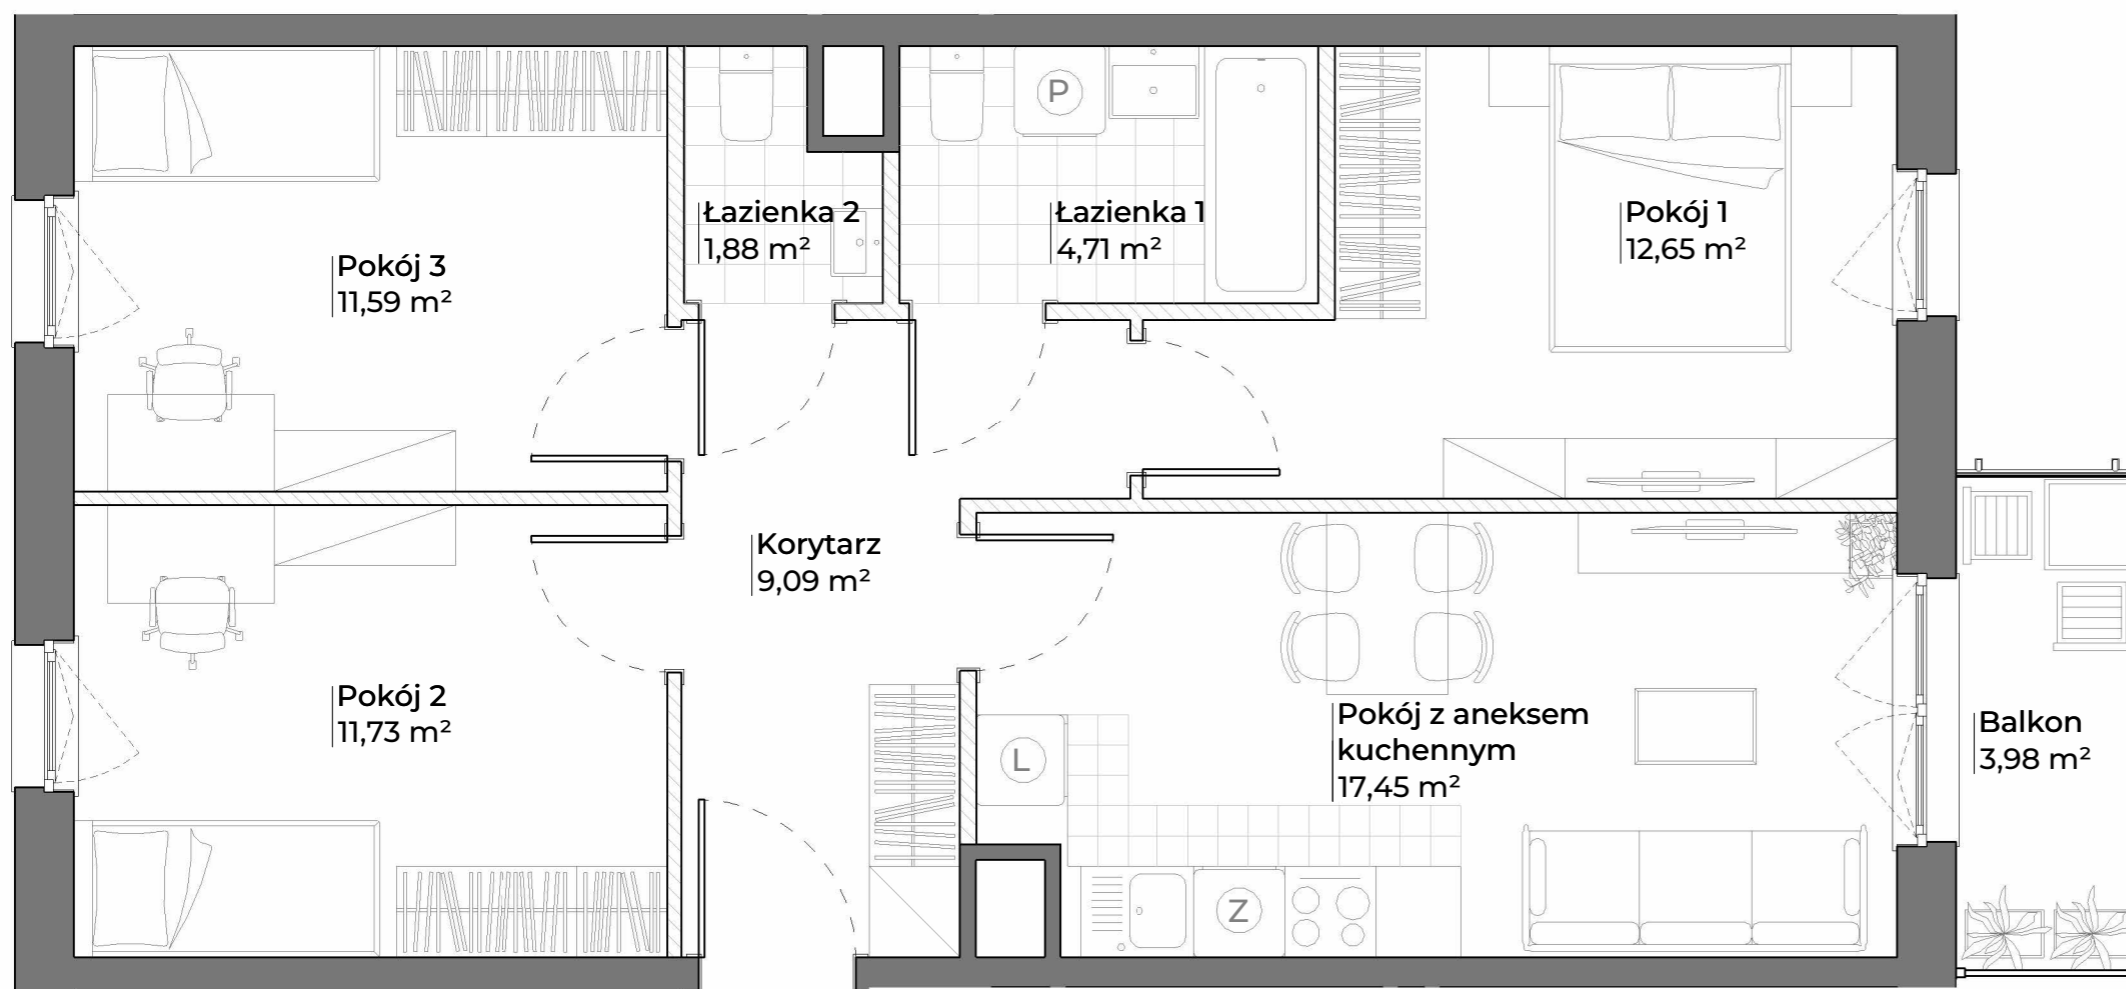 Łazienka 2
1,88 m²
Łazienka 1
4,71 m²
P
Pokój 1
12,65 m²
Pokój 3
11,59 m²
Korytarz
9,09 m²
Pokój 2
11,73 m²
Pokój z aneksem
kuchennym
17,45 m²
L
Z
Balkon
3,98 m²